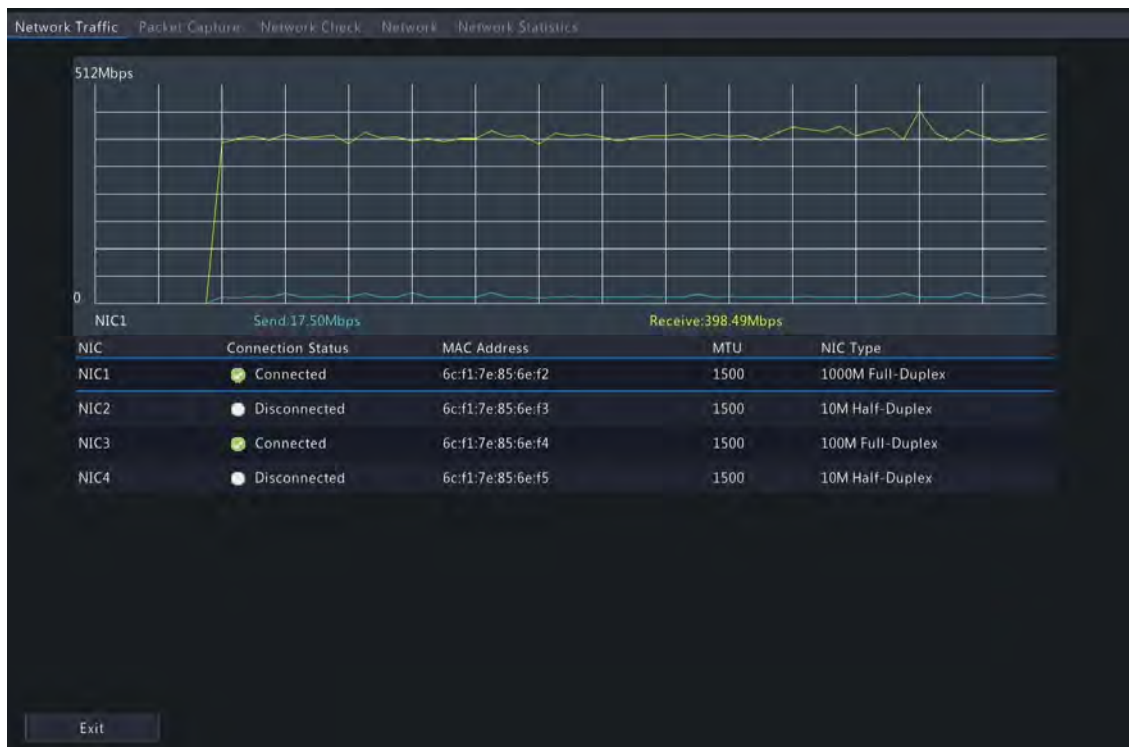 Network Traffic Packet Capture Network Check Network Network Statistics
512Mbps
0
NIC1 Send:17.50Mbps Receive:398.49Mbps
NIC Connection Status MAC Address MTU NIC Type
NIC1 Connected 6c:f1:7e:85:6e:f2 1500 1000M Full-Duplex
NIC2 Disconnected 6c:f1:7e:85:6e:f3 1500 10M Half-Duplex
NIC3 Connected 6c:f1:7e:85:6e:f4 1500 100M Full-Duplex
NIC4 Disconnected 6c:f1:7e:85:6e:f5 1500 10M Half-Duplex
Exit